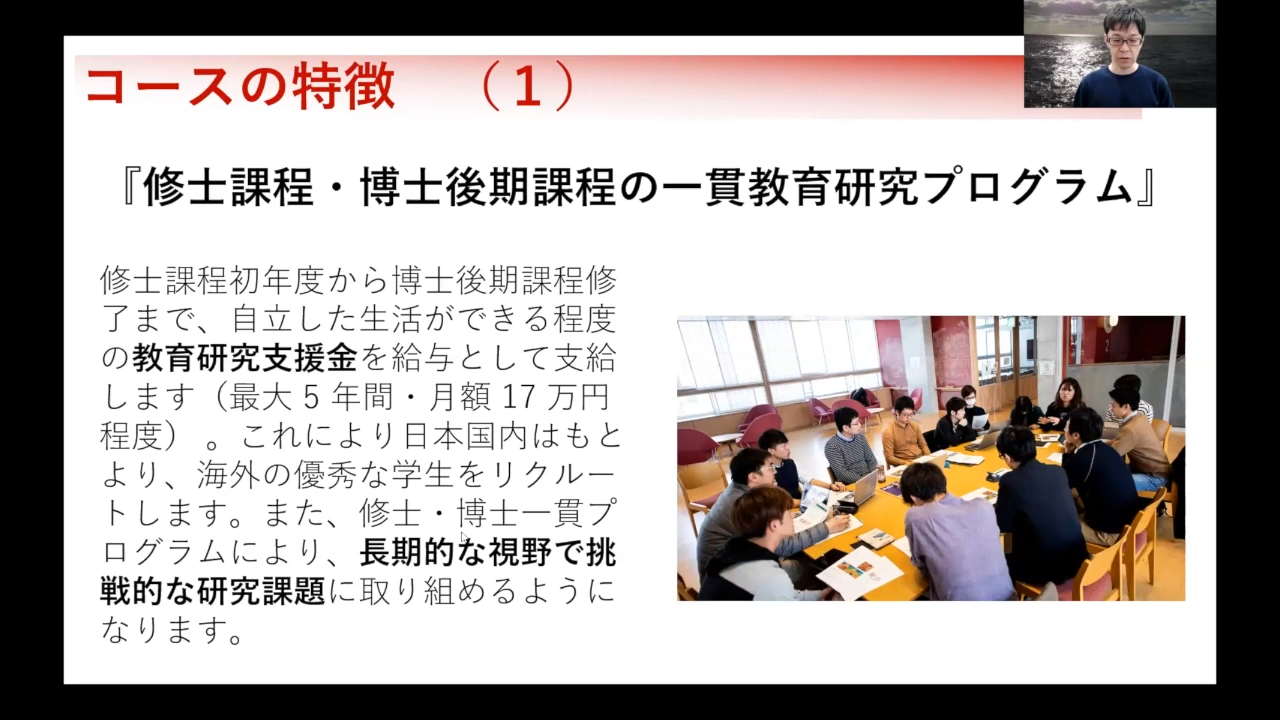 コースの特徴　（１）
『修士課程・博士後期課程の一貫教育研究プログラム』
修士課程初年度から博士後期課程修
了まで、自立した生活ができる程度
の教育研究支援金を給与として支給
します（最大 5 年間・月額 17 万円
程度） 。これにより日本国内はもと
より、海外の優秀な学生をリクルー
トします。また、修士・博士一貫プ
ログラムにより、長期的な視野で挑
戦的な研究課題に取り組めるように
なります。